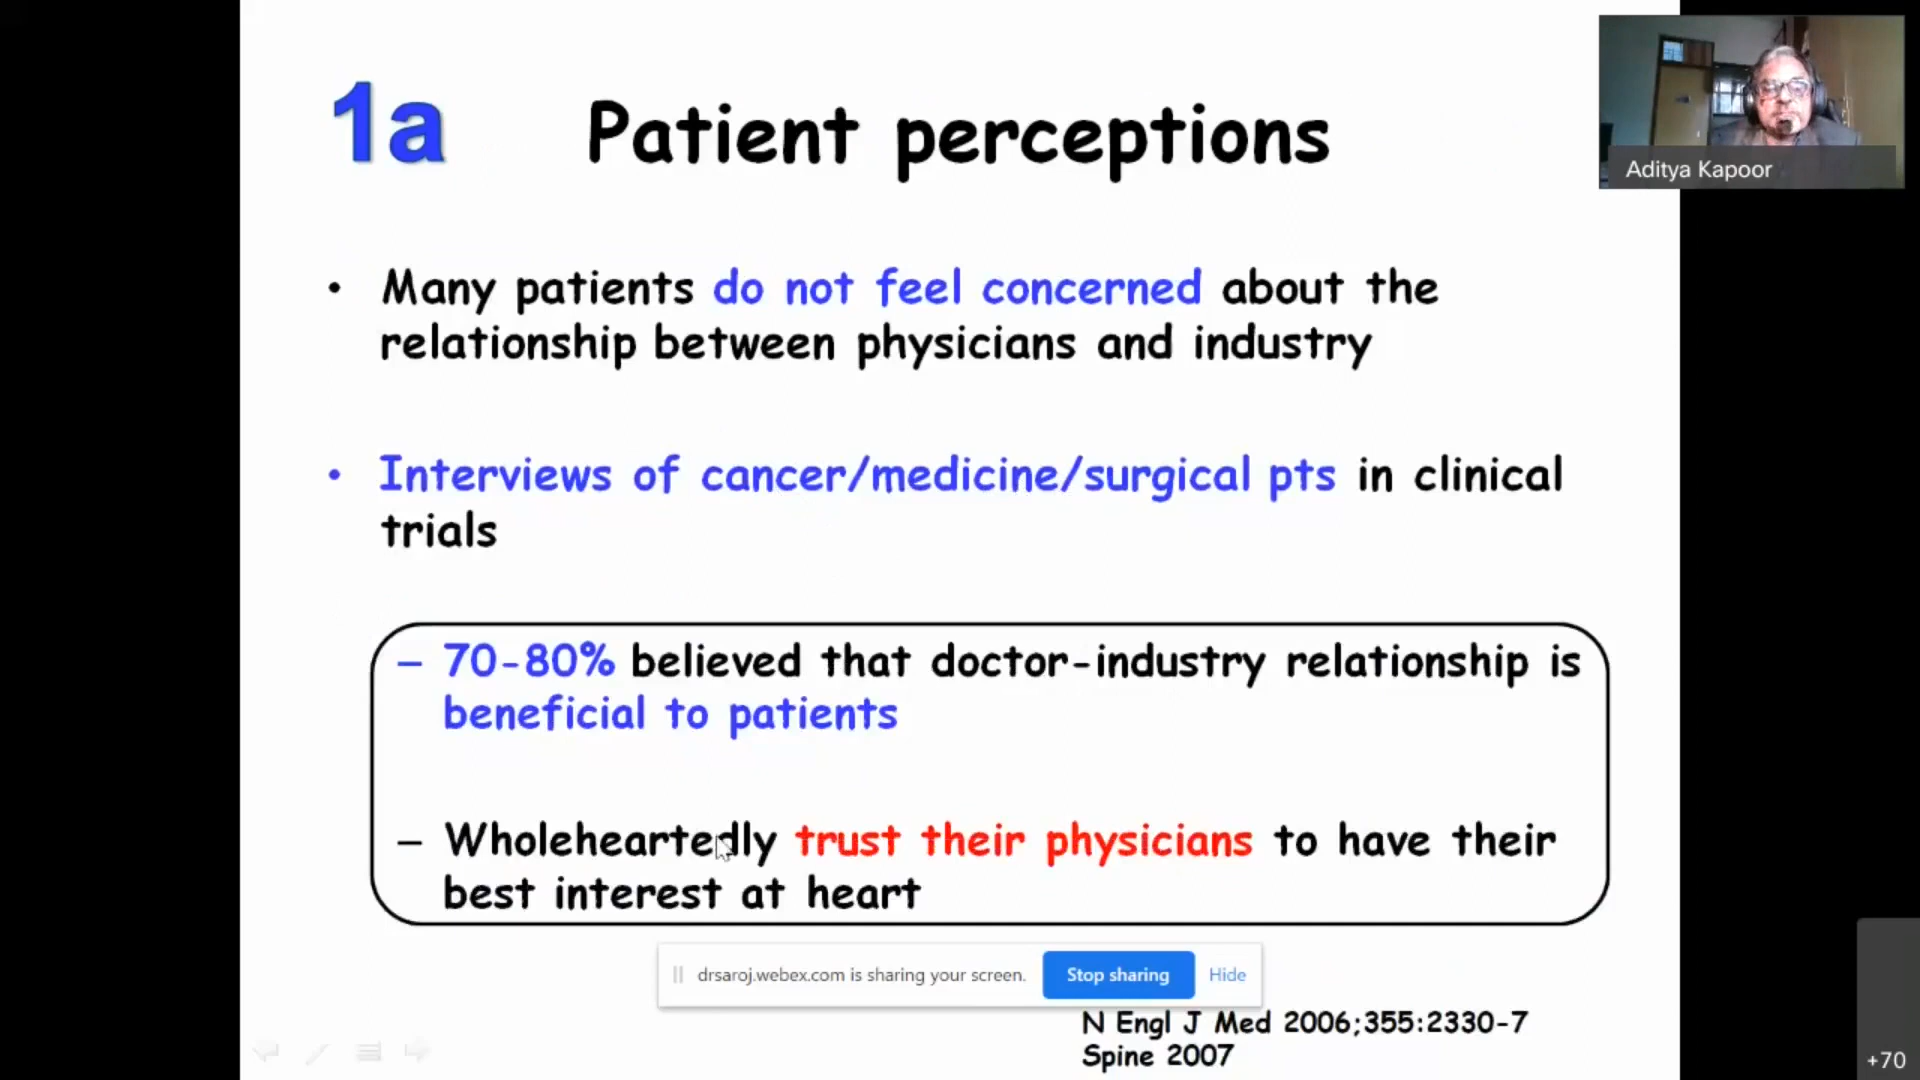 1a Patient perceptions
Aditya Kapoor
• Many patients do not feel concerned about the
relationship between physicians and industry
• Interviews of cancer/medicine/surgical pts in clinical
trials
– 70-80% believed that doctor-industry relationship is
beneficial to patients
– Wholeheartedly trust their physicians to have their
best interest at heart
drsaroj.webex.com is sharing your screen. Stop sharing Hide
N Engl J Med 2006;355:2330-7
Spine 2007
+70